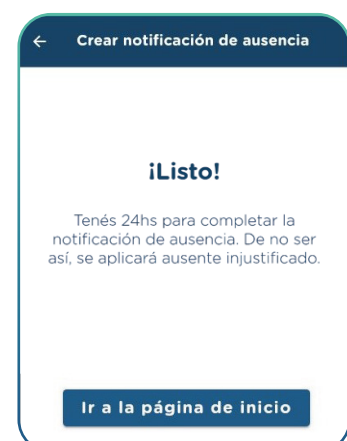 ← Crear notificación de ausencia
¡Listo!
Tenés 24hs para completar la
notificación de ausencia. De no ser
así, se aplicará ausente injustificado.
Ir a la página de inicio